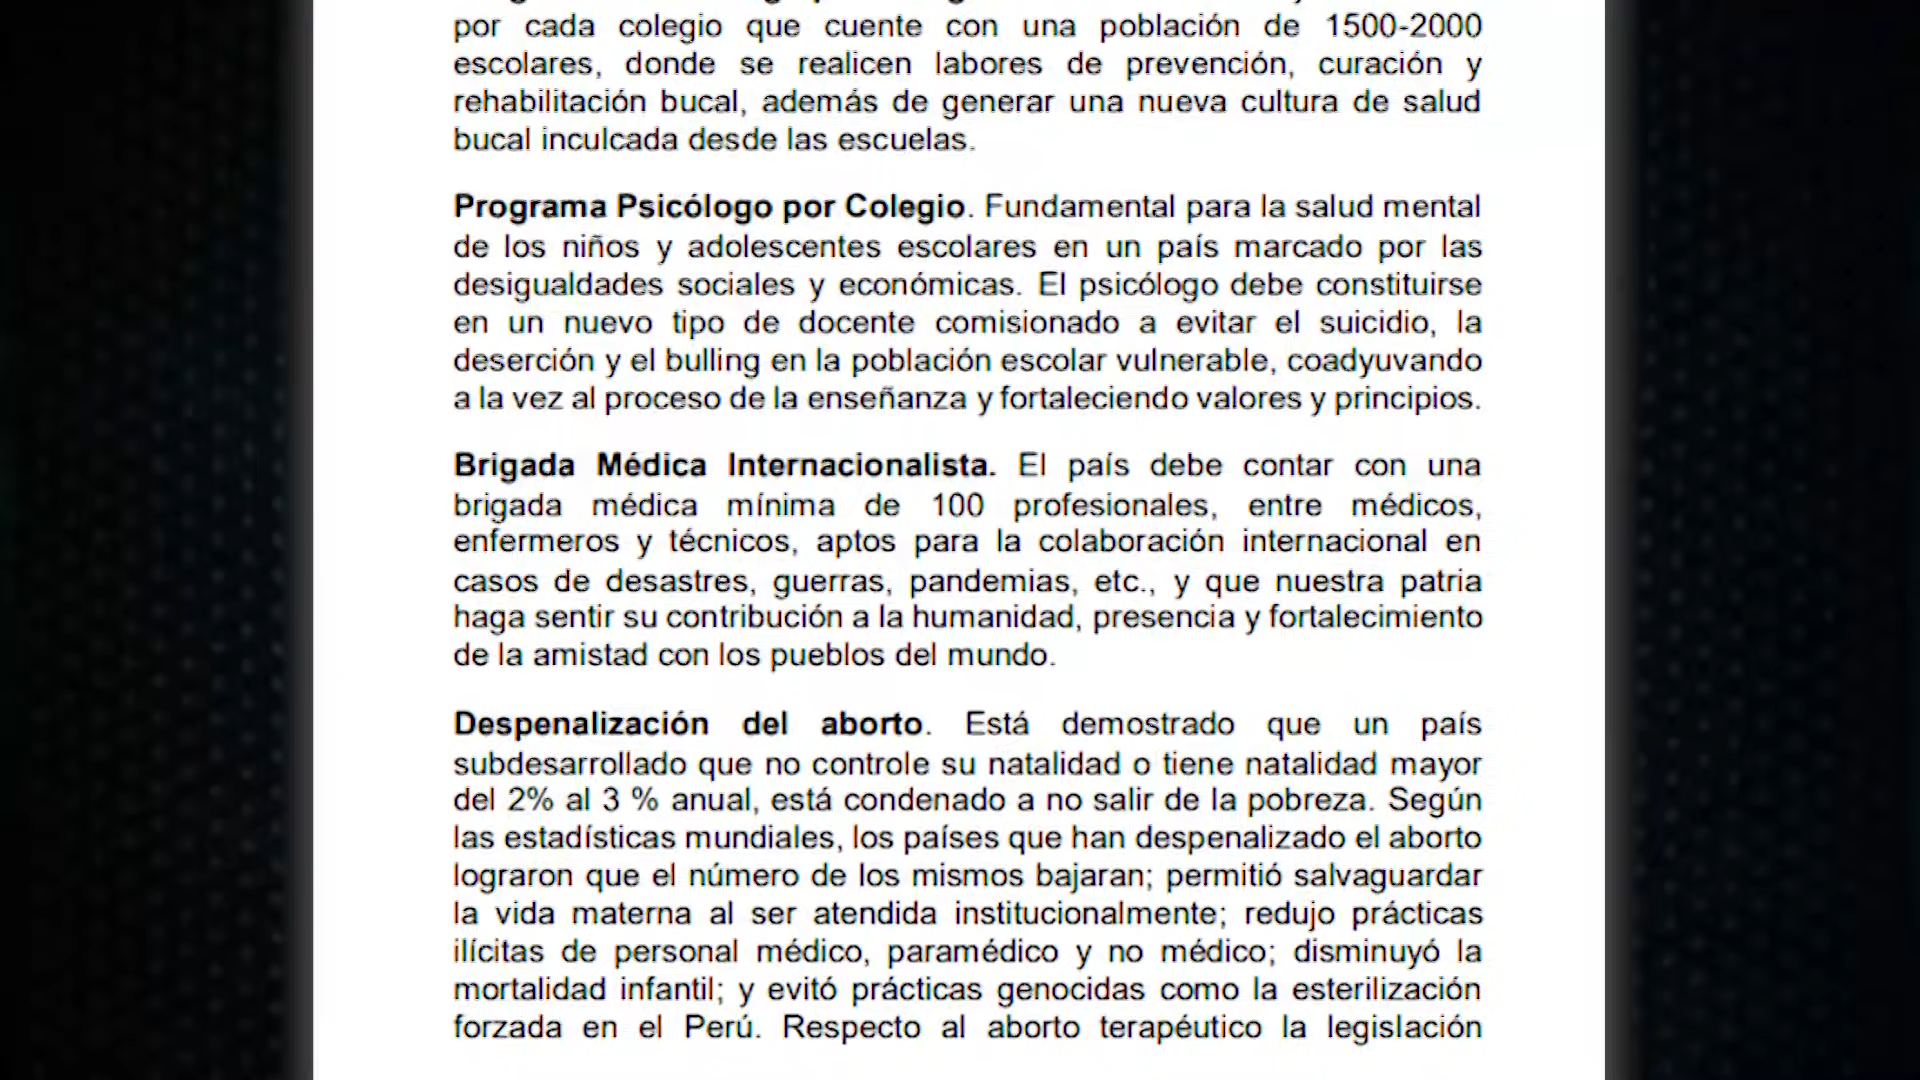 por cada colegio que cuente con una población de 1500-2000
escolares, donde se realicen labores de prevención, curación y
rehabilitación bucal, además de generar una nueva cultura de salud
bucal inculcada desde las escuelas.
Programa Psicólogo por Colegio. Fundamental para la salud mental
de los niños y adolescentes escolares en un país marcado por las
desigualdades sociales y económicas. El psicólogo debe constituirse
en un nuevo tipo de docente comisionado a evitar el suicidio, la
deserción y el bulling en la población escolar vulnerable, coadyuvando
a la vez al proceso de la enseñanza y fortaleciendo valores y principios.
Brigada Médica Internacionalista. El país debe contar con una
brigada médica mínima de 100 profesionales, entre médicos,
enfermeros y técnicos, aptos para la colaboración internacional en
casos de desastres, guerras, pandemias, etc., y que nuestra patria
haga sentir su contribución a la humanidad, presencia y fortalecimiento
de la amistad con los pueblos del mundo.
Despenalización del aborto. Está demostrado que un país
subdesarrollado que no controle su natalidad o tiene natalidad mayor
del 2% al 3 % anual, está condenado a no salir de la pobreza. Según
las estadísticas mundiales, los países que han despenalizado el aborto
lograron que el número de los mismos bajaran; permitió salvaguardar
la vida materna al ser atendida institucionalmente; redujo prácticas
ilícitas de personal médico, paramédico y no médico; disminuyó la
mortalidad infantil; y evitó prácticas genocidas como la esterilización
forzada en el Perú. Respecto al aborto terapéutico la legislación